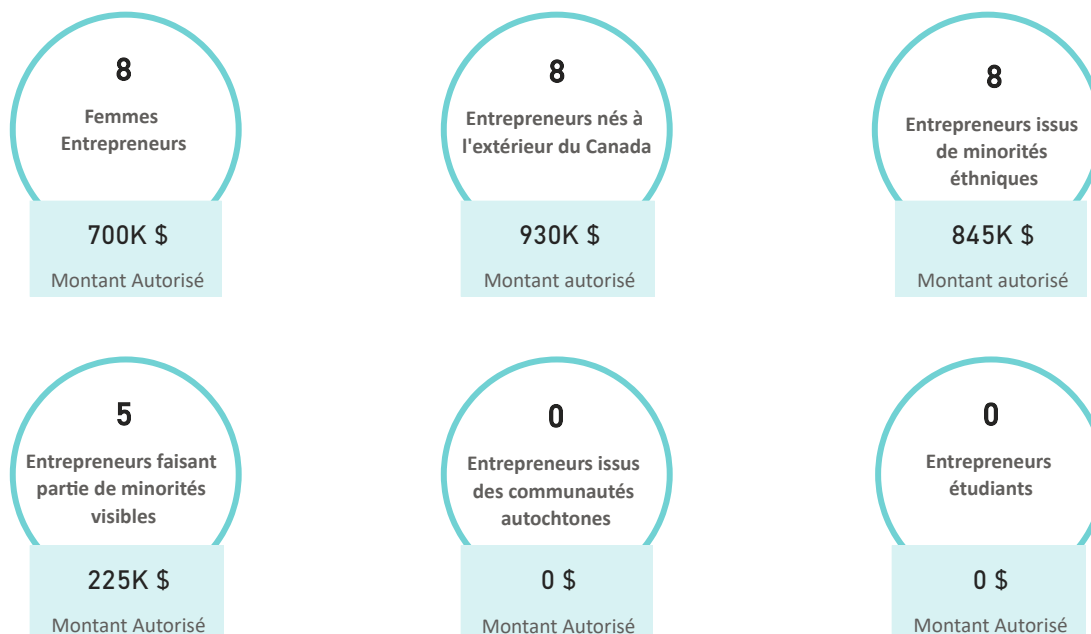 8
Femmes
Entrepreneurs
700K $
Montant Autorisé
8
Entrepreneurs nés à
l'extérieur du Canada
930K $
Montant autorisé
8
Entrepreneurs issus
de minorités
éthniques
845K $
Montant autorisé
5
Entrepreneurs faisant
partie de minorités
visibles
225K $
Montant Autorisé
0
Entrepreneurs issus
des communautés
autochtones
0 $
Montant Autorisé
0
Entrepreneurs
étudiants
0 $
Montant Autorisé